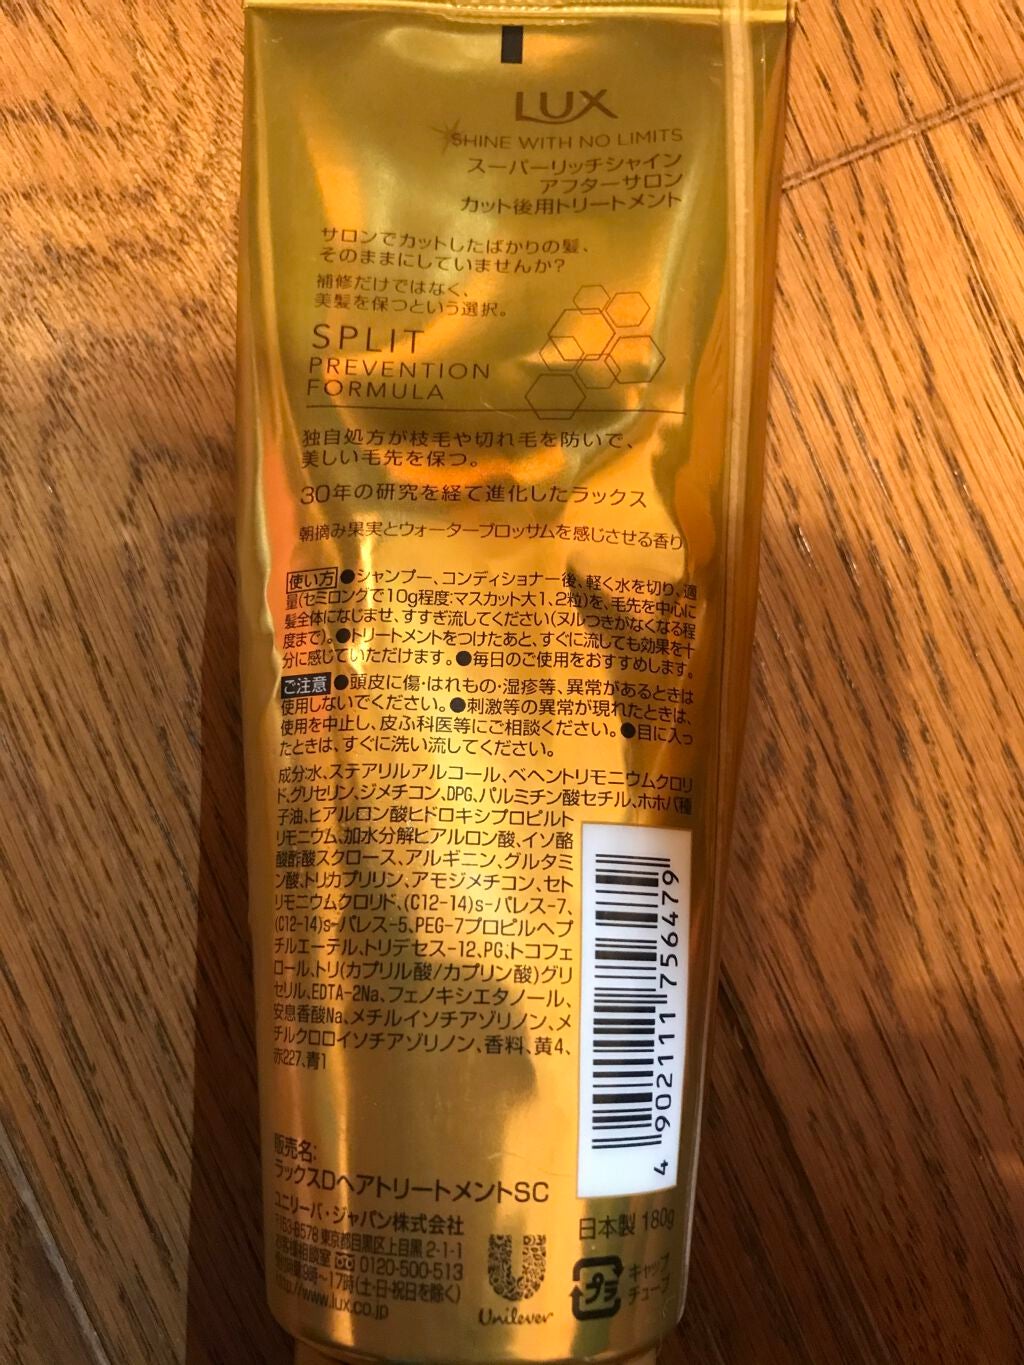 LUX
SHINE WITH NO LIMITS
スーパーリッチシャイン
アフターサロン
カット後用トリートメント
サロンでカットしたばかりの髪、
そのままにしていませんか?
補修だけではなく、
美髪を保つという選択。
SPLIT
PREVENTION
FORMULA
独自処方が枝毛や切れ毛を防いで、
美しい毛先を保つ。
30年の研究を経て進化したラックス
朝摘み果実とウォーターブロッサムを感じさせる香り
使い方 ●シャンプー、コンディショナー後、軽く水を切り、適
量(セミロングで10g程度:マスカット大1、2粒)を、毛先を中心に
髪全体になじませ、すすぎ流してください(ヌルつきがなくなる程
度まで)。●トリートメントをつけたあと、すぐに流しても効果を十
分に感じていただけます。●毎日のご使用をおすすめします。
ご注意 ●頭皮に傷・はれもの・湿疹等、異常があるときは
使用しないでください。●刺激等の異常が現れたときは、
使用を中止し、皮ふ科医等にご相談ください。●目に入っ
たときは、すぐに洗い流してください。
成分:水、ステアリルアルコール、ベヘントリモニウムクロリ
ド、グリセリン、ジメチコン、DPG、パルミチン酸セチル、ホホバ種
子油、ヒアルロン酸ヒドロキシプロピルト
リモニウム、加水分解ヒアルロン酸、イソ酪
酸酢酸スクロース、アルギニン、グルタミ
ン酸、トリカプリリン、アモジメチコン、セト
リモニウムクロリド、(C12-14)s-パレス-7、
(C12-14)s-パレス-5、PEG-7プロピルヘプ
チルエーテル、トリデセス-12、PG、トコフェ
ロール、トリ(カプリル酸/カプリン酸)グリ
セリル、EDTA-2Na、フェノキシエタノール、
安息香酸Na、メチルイソチアゾリノン、メ
チルクロロイソチアゾリノン、香料、黄4、
赤227、青1
4 902111 756479
販売名:
ラックスDヘアトリートメントSC
ユニリーバ・ジャパン株式会社
〒153-8578 東京都目黒区上目黒 2-1-1
お客様相談室 0120-500-513
9時~17時(土・日・祝日を除く)
http://www.lux.co.jp
Unilever
日本製 180g
プラ
キャップ
チューブ